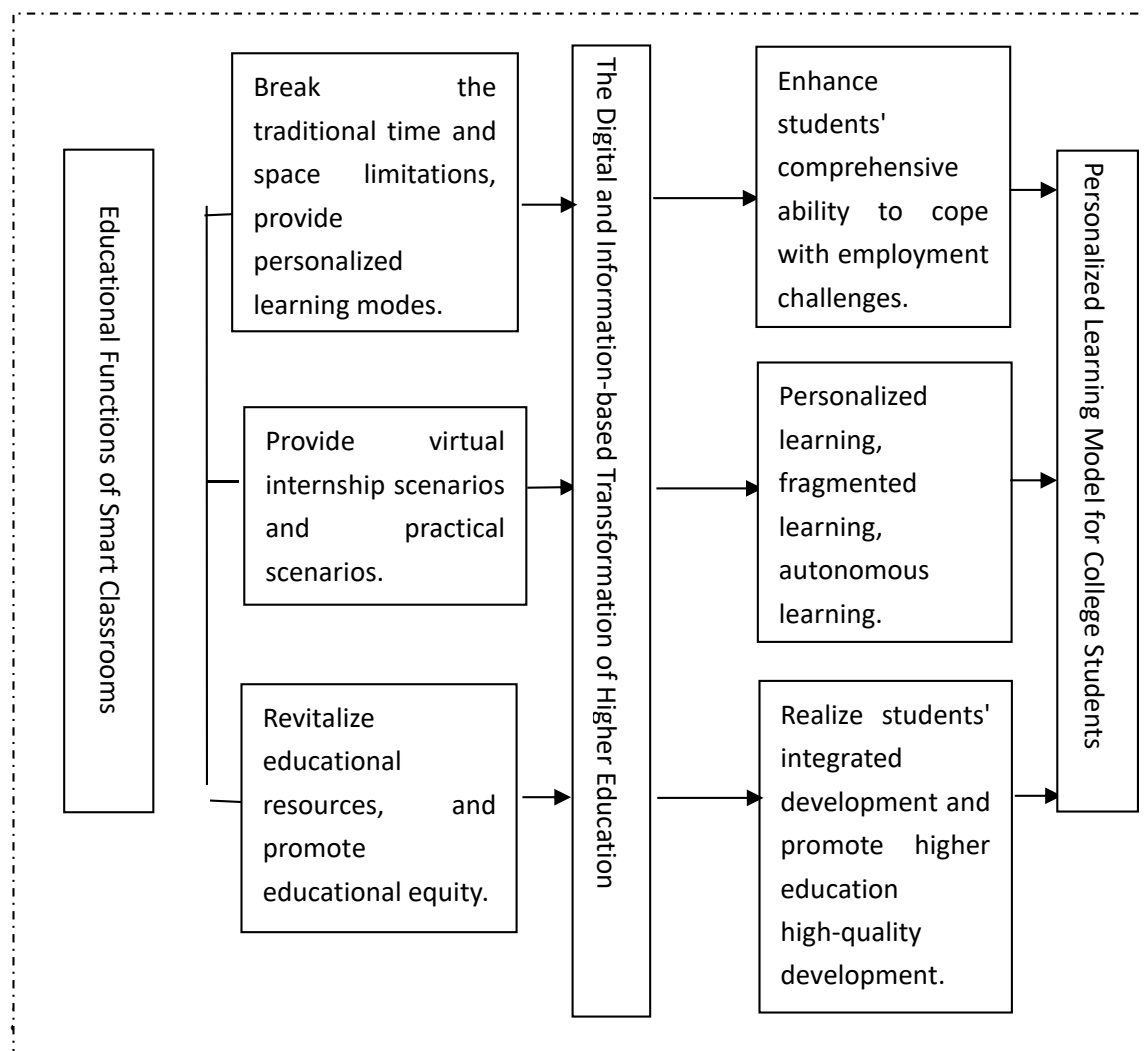 Educational Functions of Smart Classrooms
Break the
traditional time and
space limitations,
provide
personalized
learning modes.
Provide virtual
internship scenarios
and practical
scenarios.
Revitalize
educational
resources, and
promote
educational equity.
The Digital and Information-based Transformation of Higher Education
Enhance
students'
comprehensive
ability to cope
with employment
challenges.
Personalized
learning,
fragmented
learning,
autonomous
learning.
Realize students'
integrated
development and
promote higher
education
high-quality
development.
Personalized Learning Model for College Students